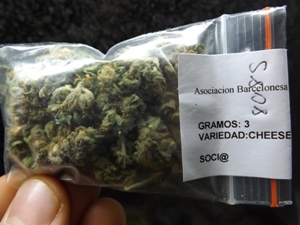 Asociacion Barcelonesa
GRAMOS: 3
VARIEDAD:CHEESE
SOCI@